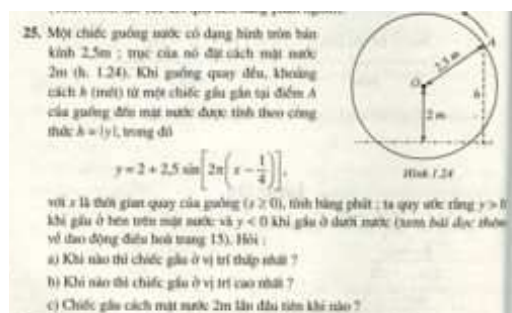 25. Một chiếc guồng nước có dạng hình tròn bán
kính 2,5m ; trục của nó đặt cách mặt nước
2m (h. 1.24). Khi guồng quay đều, khoảng
cách h (mét) từ một chiếc gầu gắn tại điểm A
của guồng đến mặt nước được tính theo công
thức h = |y|, trong đó
y = 2 + 2,5 sin[2π(x − 1/4)],
với x là thời gian quay của guồng (x ≥ 0), tính bằng phút ; ta quy ước rằng y > 0
khi gầu ở bên trên mặt nước và y < 0 khi gầu ở dưới nước (xem bài đọc thêm
về dao động điều hoà trang 15). Hỏi :
a) Khi nào thì chiếc gầu ở vị trí thấp nhất ?
b) Khi nào thì chiếc gầu ở vị trí cao nhất ?
c) Chiếc gầu cách mặt nước 2m lần đầu tiên khi nào ?
A
2,5 m
O
h
2 m
Hình 1.24